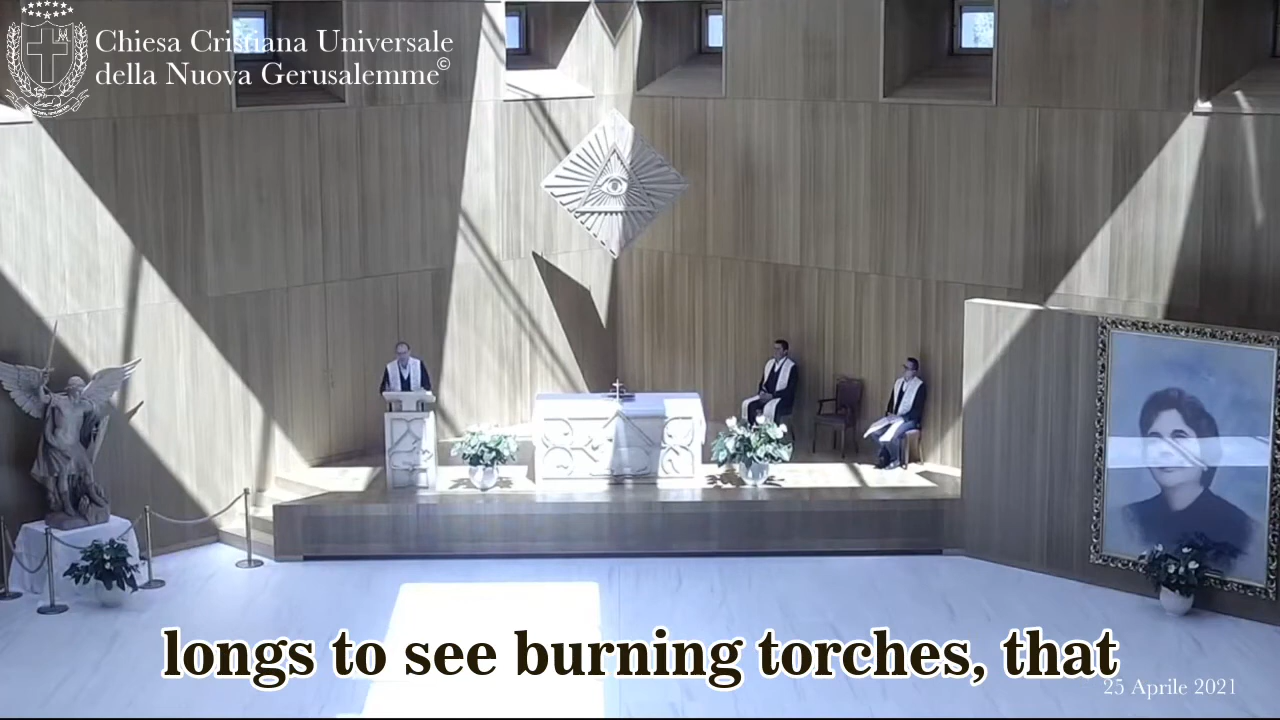 Chiesa Cristiana Universale
della Nuova Gerusalemme©
longs to see burning torches, that
25 Aprile 2021